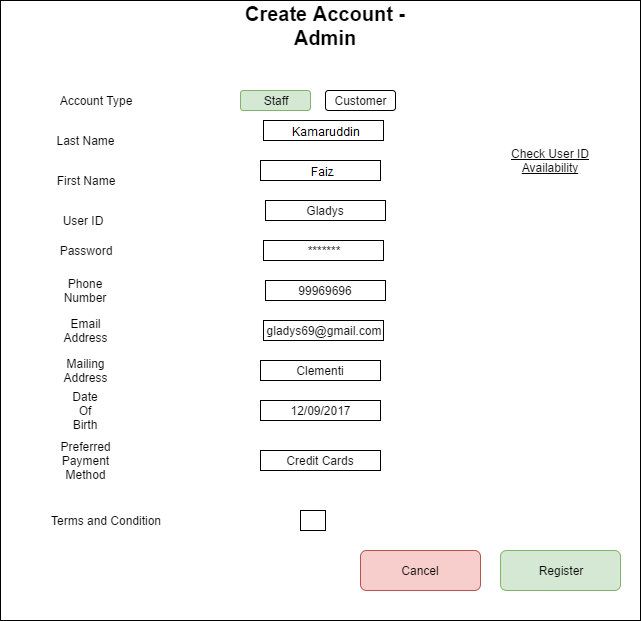 Create Account -
Admin
Account Type
Staff
Customer
Last Name
Kamaruddin
Check User ID
Availability
First Name
Faiz
User ID
Gladys
Password
*******
Phone
Number
99969696
Email
Address
gladys69@gmail.com
Mailing
Address
Clementi
Date
Of
Birth
12/09/2017
Preferred
Payment
Method
Credit Cards
Terms and Condition
Cancel
Register